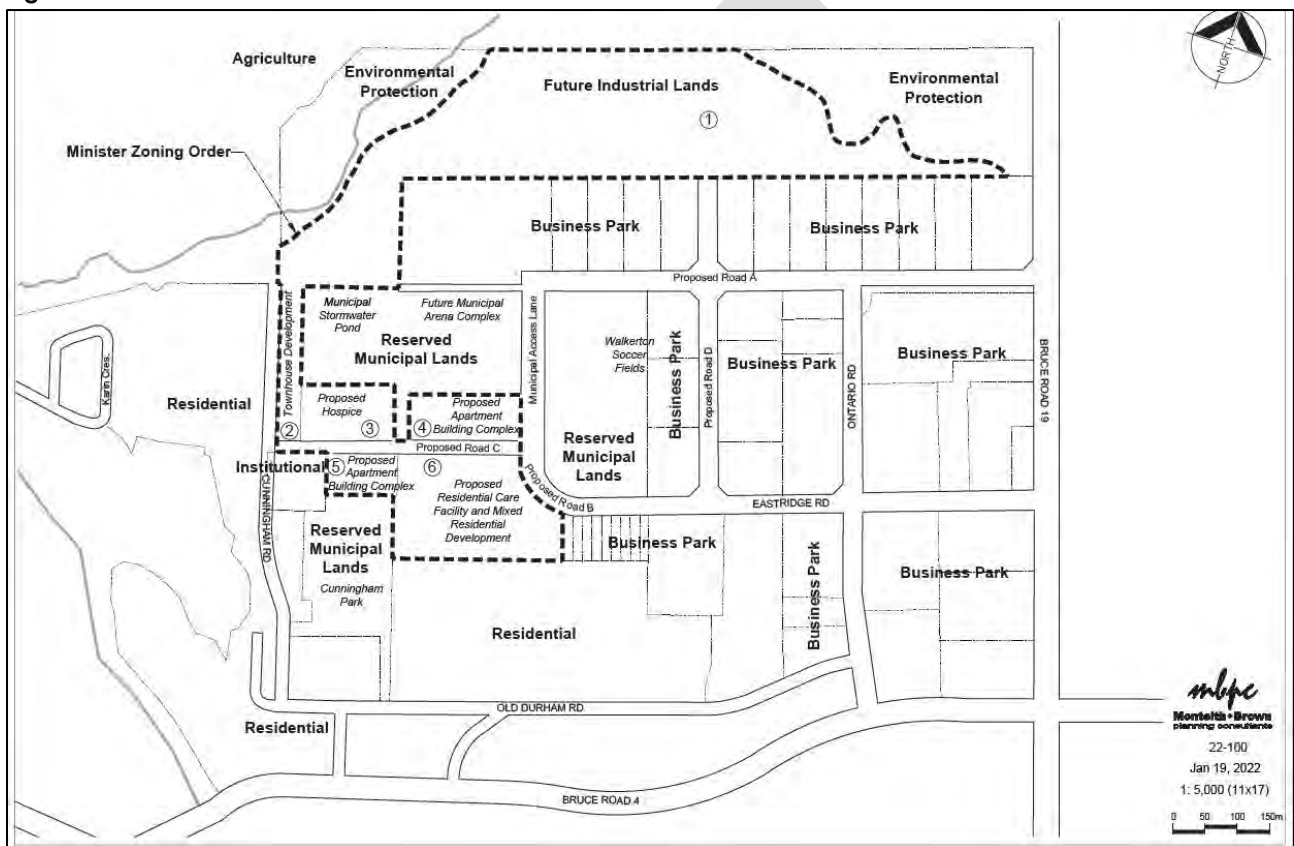 Agriculture
Environmental
Protection
Future Industrial Lands
Environmental
Protection
NORTH
1
Minister Zoning Order
Business Park
Business Park
Proposed Road A
Townhouse Development
Municipal
Stormwater
Pond
Future Municipal
Arena Complex
Reserved
Municipal Lands
Municipal Access Lane
Walkerton
Soccer
Fields
Business Park
Proposed Road D
Business Park
ONTARIO RD
Business Park
BRUCE ROAD 19
Karin Cres.
Residential
Proposed
Hospice
2
3
4
Proposed
Apartment
Building Complex
Proposed Road C
Reserved
Municipal
Lands
Institutional
5
Proposed
Apartment
Building Complex
6
Proposed
Residential Care
Facility and Mixed
Residential
Development
Proposed Road B
EASTRIDGE RD
CUNNINGHAM RD
Reserved
Municipal
Lands
Cunningham
Park
Business Park
Business Park
Business Park
Residential
OLD DURHAM RD
Residential
BRUCE ROAD 4
mbpc
Monteith•Brown
planning consultants
22-100
Jan 19, 2022
1: 5,000 (11x17)
0 50 100 150m